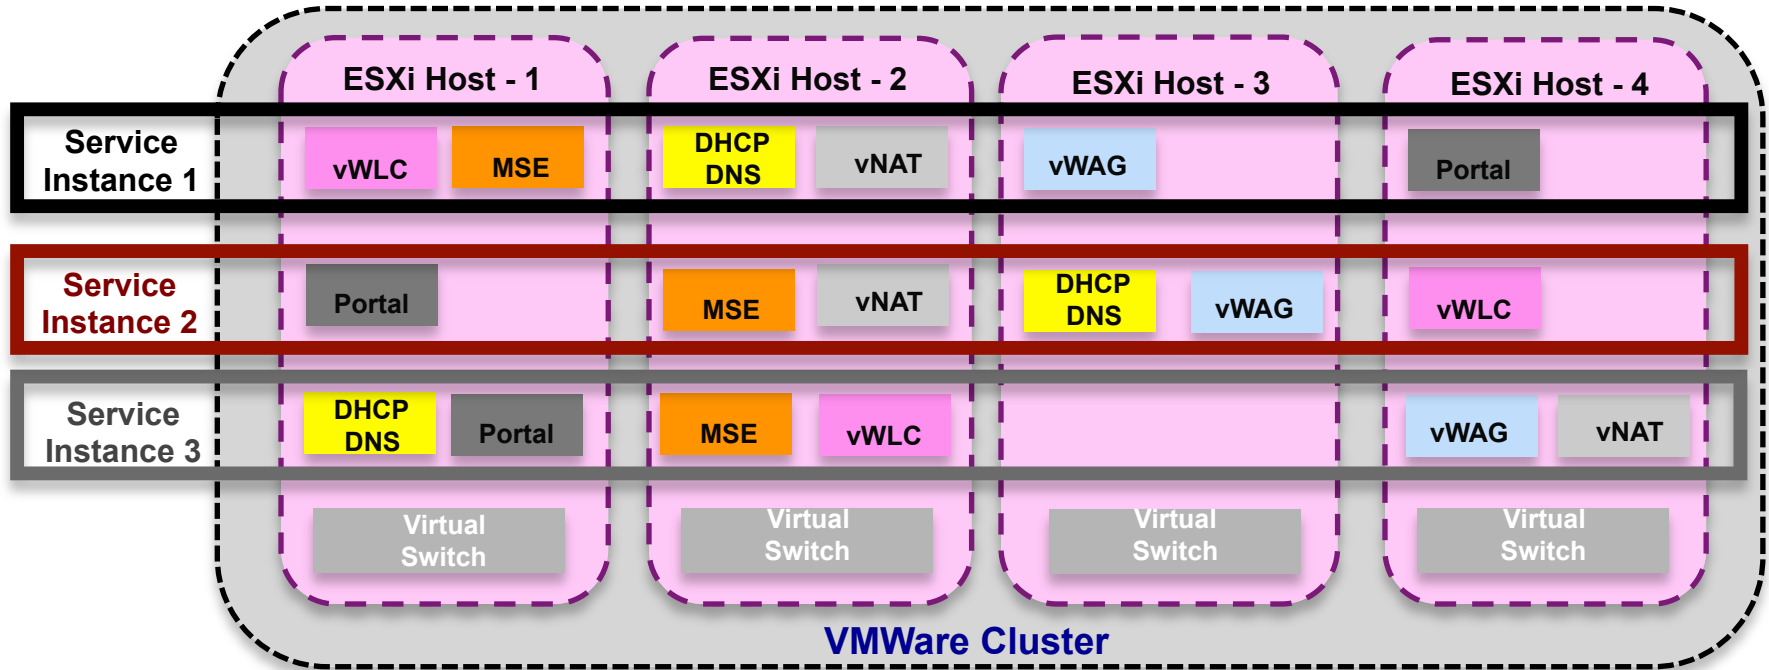 ESXi Host - 1
ESXi Host - 2
ESXi Host - 3
ESXi Host - 4
Service
Instance 1
vWLC
MSE
DHCP
DNS
vNAT
vWAG
Portal
Service
Instance 2
Portal
MSE
vNAT
DHCP
DNS
vWAG
vWLC
Service
Instance 3
DHCP
DNS
Portal
MSE
vWLC
vWAG
vNAT
Virtual
Switch
Virtual
Switch
Virtual
Switch
Virtual
Switch
VMWare Cluster